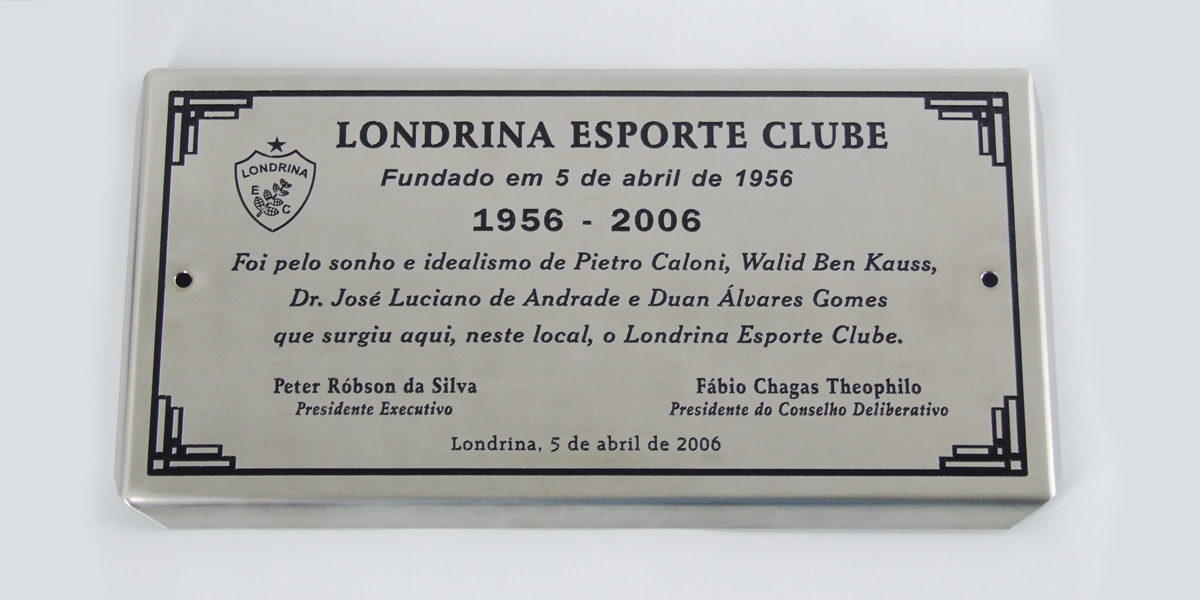 LONDRINA ESPORTE CLUBE
LONDRINA
E
C
Fundado em 5 de abril de 1956
1956 - 2006
Foi pelo sonho e idealismo de Pietro Caloni, Walid Ben Kauss,
Dr. José Luciano de Andrade e Duan Álvares Gomes
que surgiu aqui, neste local, o Londrina Esporte Clube.
Peter Róbson da Silva
Presidente Executivo
Fábio Chagas Theophilo
Presidente do Conselho Deliberativo
Londrina, 5 de abril de 2006